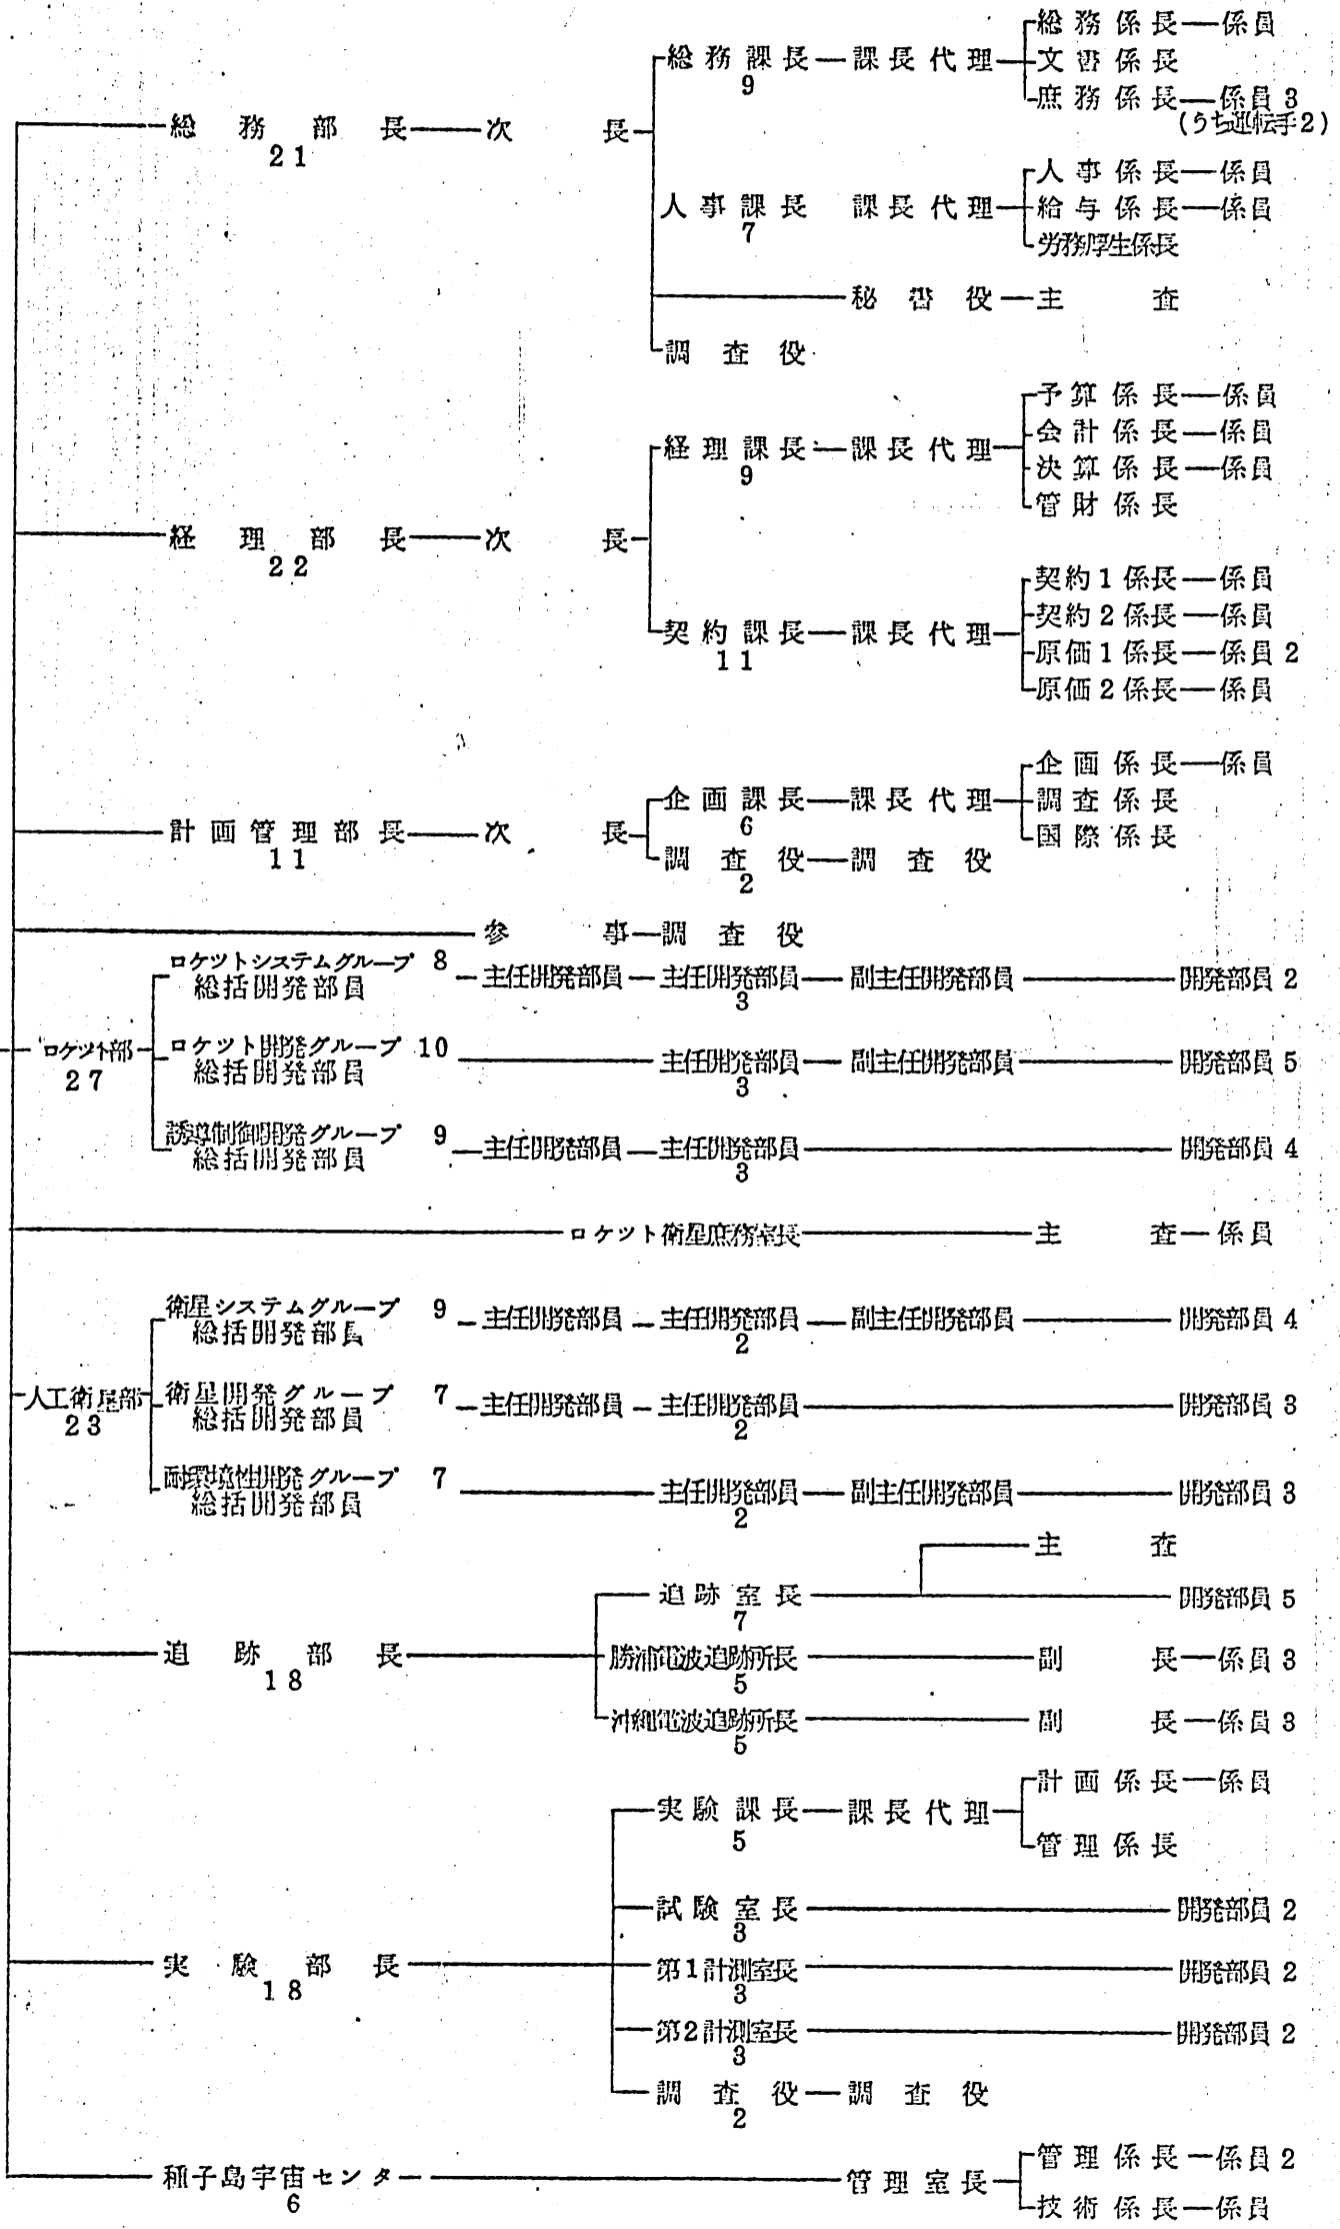 総務係長―係員
総務課長―課長代理 文書係長
9
庶務係長―係員 3
(うち運転手2)
総務部長―次長
21
人事係長―係員
人事課長 課長代理 給与係長―係員
7
労務厚生係長
秘書役―主査
調査役
予算係長―係員
会計係長―係員
経理課長―課長代理
9
決算係長―係員
管財係長
経理部長―次長
22
契約1係長―係員
契約2係長―係員
契約課長―課長代理
11
原価1係長―係員 2
原価2係長―係員
企画係長―係員
企画課長―課長代理 調査係長
6
国際係長
計画管理部長―次長
11
調査役―調査役
2
参事―調査役
ロケツトシステムグループ 8
総括開発部員―主任開発部員―主任開発部員―副主任開発部員―開発部員 2
3
ロケツト部
27
ロケット開発グループ 10
総括開発部員―主任開発部員―副主任開発部員―開発部員 5
3
誘導制御開発グループ 9
総括開発部員―主任開発部員―主任開発部員―開発部員 4
3
ロケット衛星庶務室長―主査―係員
衛星システムグループ 9
総括開発部員―主任開発部員―主任開発部員―副主任開発部員―開発部員 4
2
人工衛星部
23
衛星開発グループ 7
総括開発部員―主任開発部員―主任開発部員―開発部員 3
2
耐環境性開発グループ 7
総括開発部員―主任開発部員―副主任開発部員―開発部員 3
2
主査
追跡室長―開発部員 5
7
追跡部長
18
勝浦電波追跡所長―副長―係員 3
5
沖縄電波追跡所長―副長―係員 3
5
計画係長―係員
実験課長―課長代理
5
管理係長
試験室長―開発部員 2
3
実験部長
18
第1計測室長―開発部員 2
3
第2計測室長―開発部員 2
3
調査役―調査役
2
管理係長―係員 2
種子島宇宙センター―管理室長
6
技術係長―係員